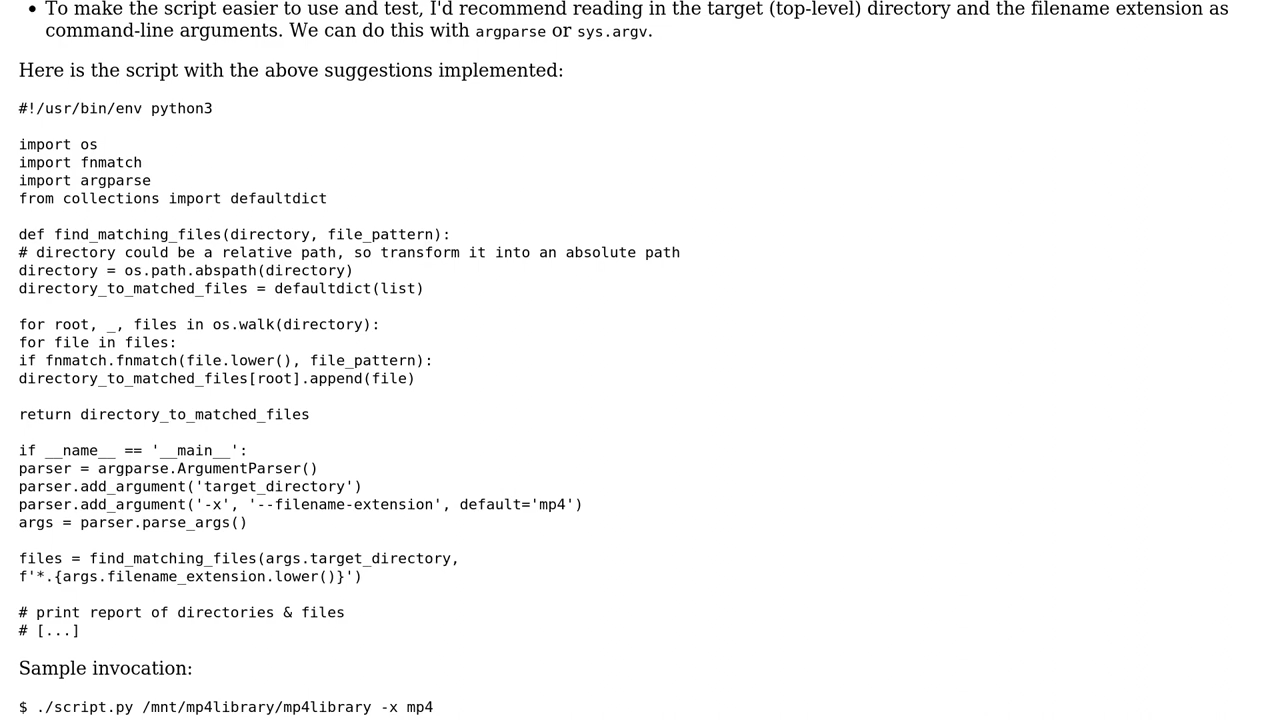 • To make the script easier to use and test, I'd recommend reading in the target (top-level) directory and the filename extension as
command-line arguments. We can do this with argparse or sys.argv.
Here is the script with the above suggestions implemented:
#!/usr/bin/env python3
import os
import fnmatch
import argparse
from collections import defaultdict
def find_matching_files(directory, file_pattern):
# directory could be a relative path, so transform it into an absolute path
directory = os.path.abspath(directory)
directory_to_matched_files = defaultdict(list)
for root, _, files in os.walk(directory):
for file in files:
if fnmatch.fnmatch(file.lower(), file_pattern):
directory_to_matched_files[root].append(file)
return directory_to_matched_files
if __name__ == '__main__':
parser = argparse.ArgumentParser()
parser.add_argument('target_directory')
parser.add_argument('-x', '--filename-extension', default='mp4')
args = parser.parse_args()
files = find_matching_files(args.target_directory,
f'*.{args.filename_extension.lower()}')
# print report of directories & files
# [...]
Sample invocation:
$ ./script.py /mnt/mp4library/mp4library -x mp4